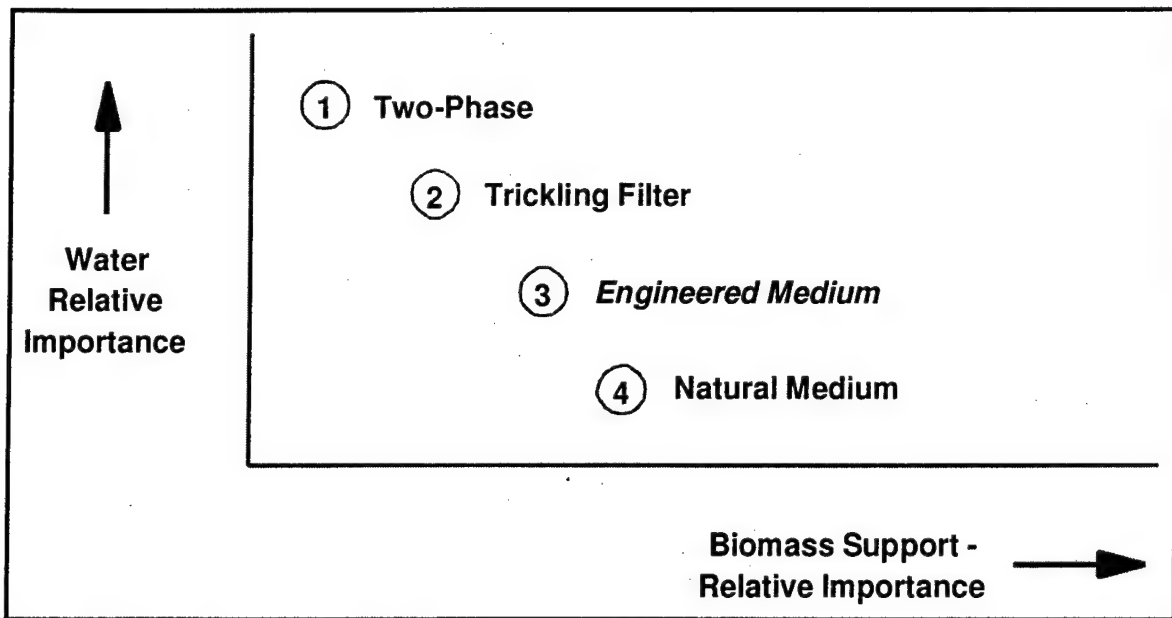 1 Two-Phase
2 Trickling Filter
3 Engineered Medium
4 Natural Medium
Water
Relative
Importance
Biomass Support -
Relative Importance